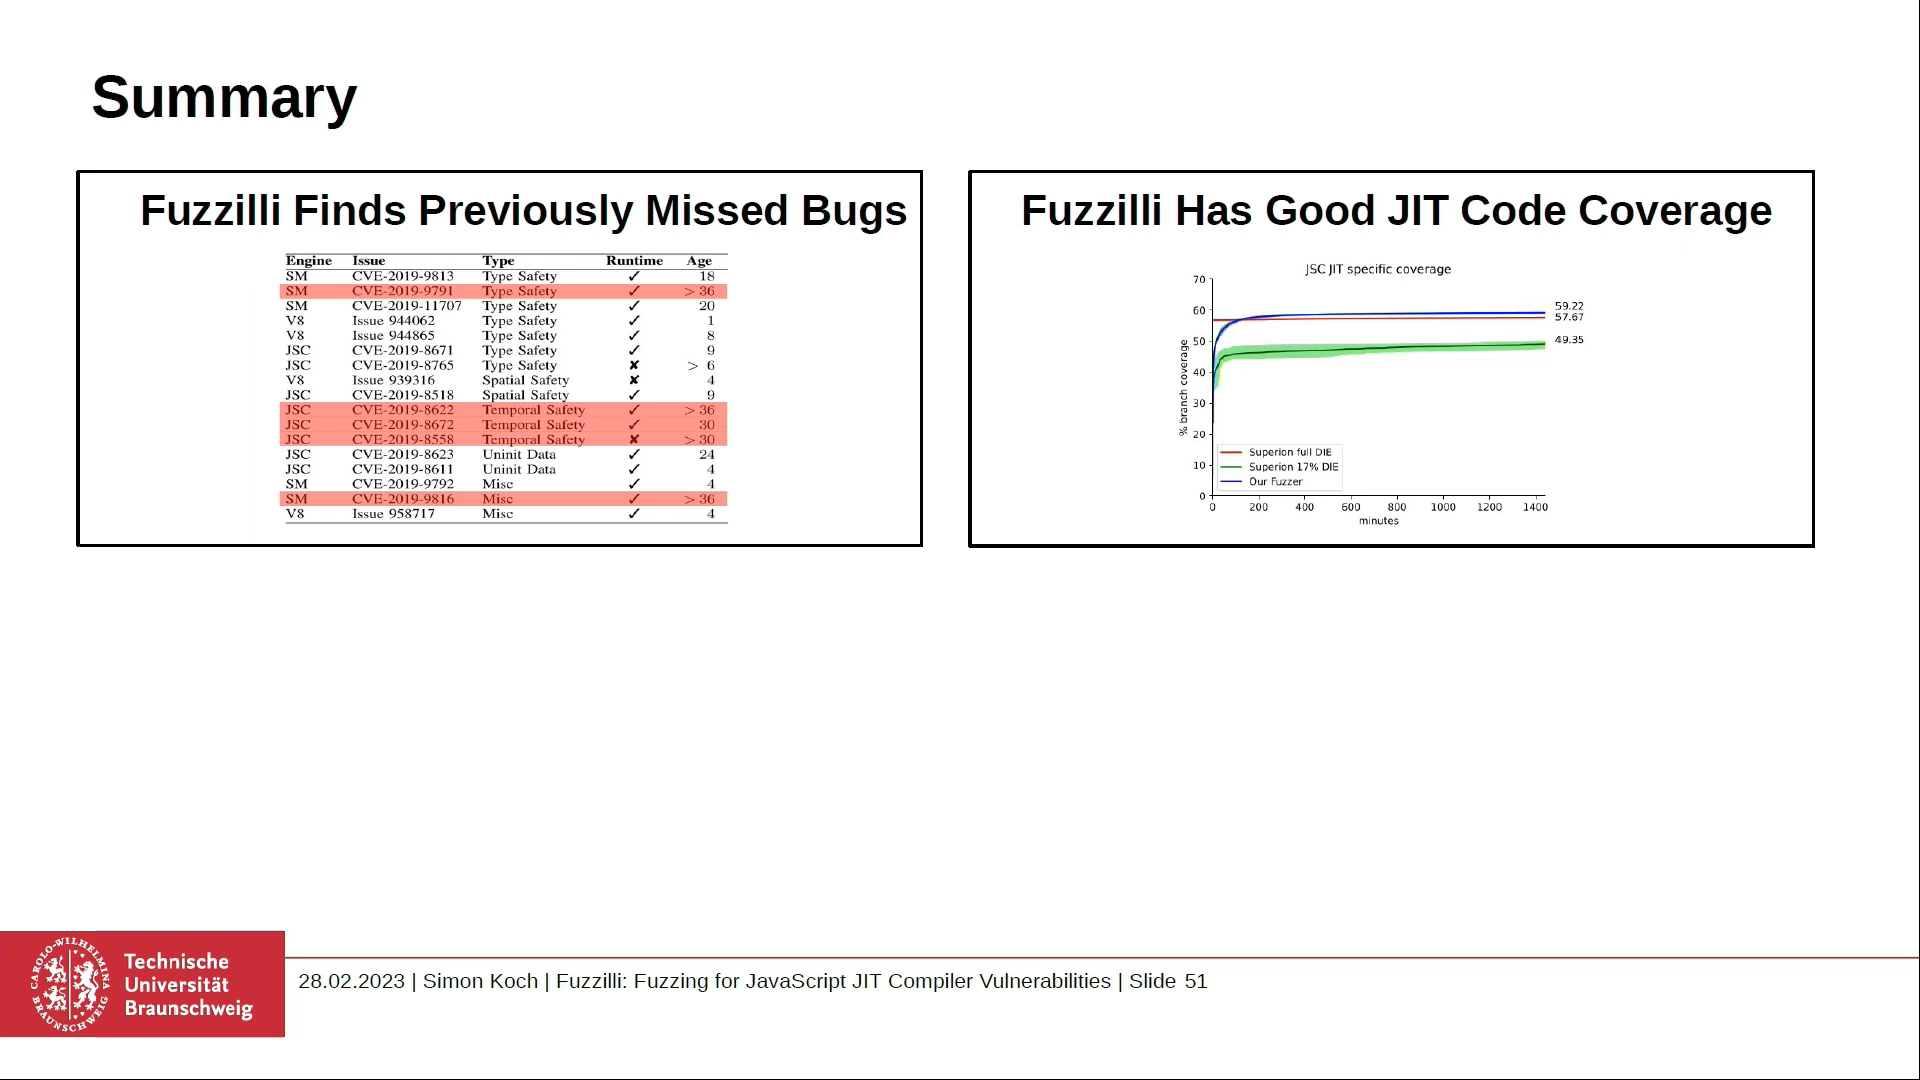 Summary
Fuzzilli Finds Previously Missed Bugs
Engine Issue Type Runtime Age
SM CVE-2019-9813 Type Safety ✓ 18
SM CVE-2019-9791 Type Safety ✓ > 36
SM CVE-2019-11707 Type Safety ✓ 20
V8 Issue 944062 Type Safety ✓ 1
V8 Issue 944865 Type Safety ✓ 8
JSC CVE-2019-8671 Type Safety ✓ 9
JSC CVE-2019-8765 Type Safety ✘ > 6
V8 Issue 939316 Spatial Safety ✘ 4
JSC CVE-2019-8518 Spatial Safety ✓ 9
JSC CVE-2019-8622 Temporal Safety ✓ > 36
JSC CVE-2019-8672 Temporal Safety ✓ 30
JSC CVE-2019-8558 Temporal Safety ✘ > 30
JSC CVE-2019-8623 Uninit Data ✓ 24
JSC CVE-2019-8611 Uninit Data ✓ 4
SM CVE-2019-9792 Misc ✓ 4
SM CVE-2019-9816 Misc ✓ > 36
V8 Issue 958717 Misc ✓ 4
Fuzzilli Has Good JIT Code Coverage
JSC JIT specific coverage
% branch coverage
70
60
50
40
30
20
10
0
59.22
57.67
49.35
Superion full DIE
Superion 17% DIE
Our Fuzzer
0 200 400 600 800 1000 1200 1400
minutes
CAROLO-WILHELMINA
BRAUNSCHWEIG
Technische
Universität
Braunschweig
28.02.2023 | Simon Koch | Fuzzilli: Fuzzing for JavaScript JIT Compiler Vulnerabilities | Slide 51